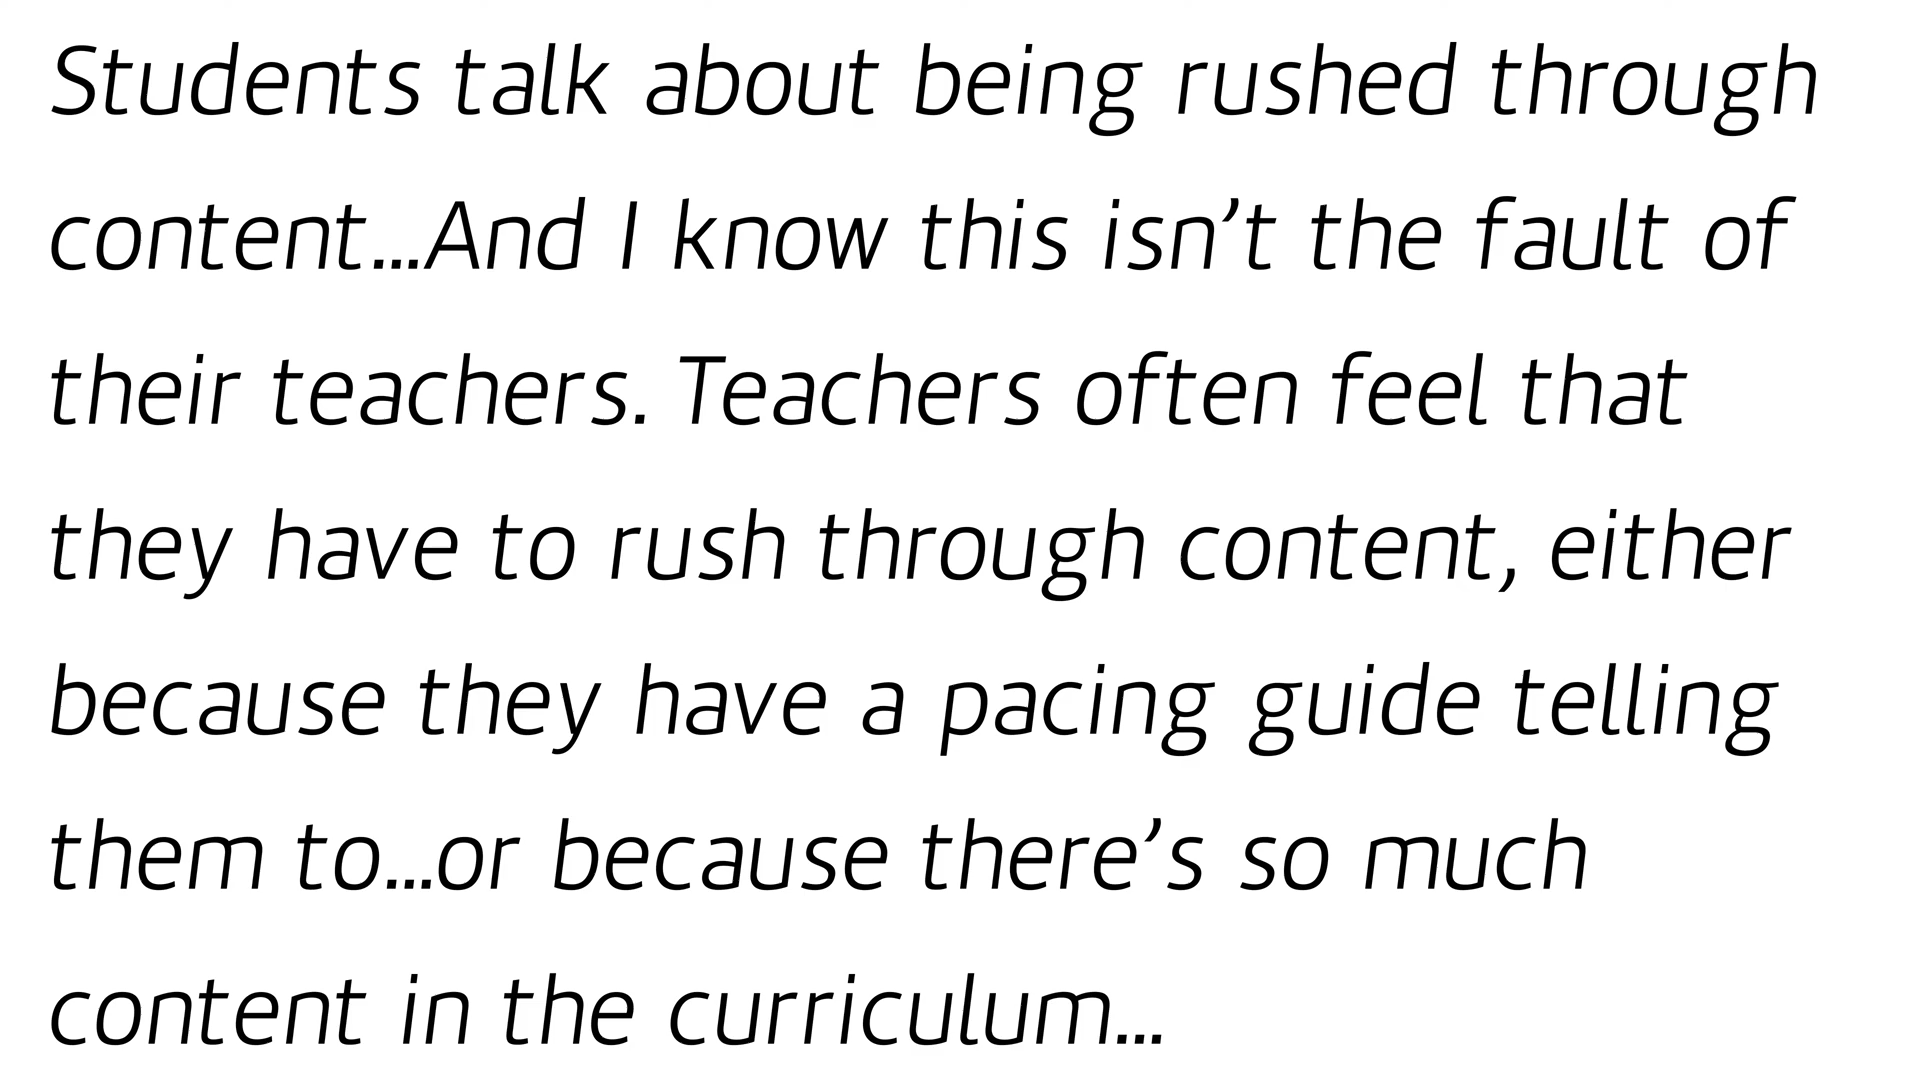 Students talk about being rushed through
content...And I know this isn’t the fault of
their teachers. Teachers often feel that
they have to rush through content, either
because they have a pacing guide telling
them to...or because there’s so much
content in the curriculum...